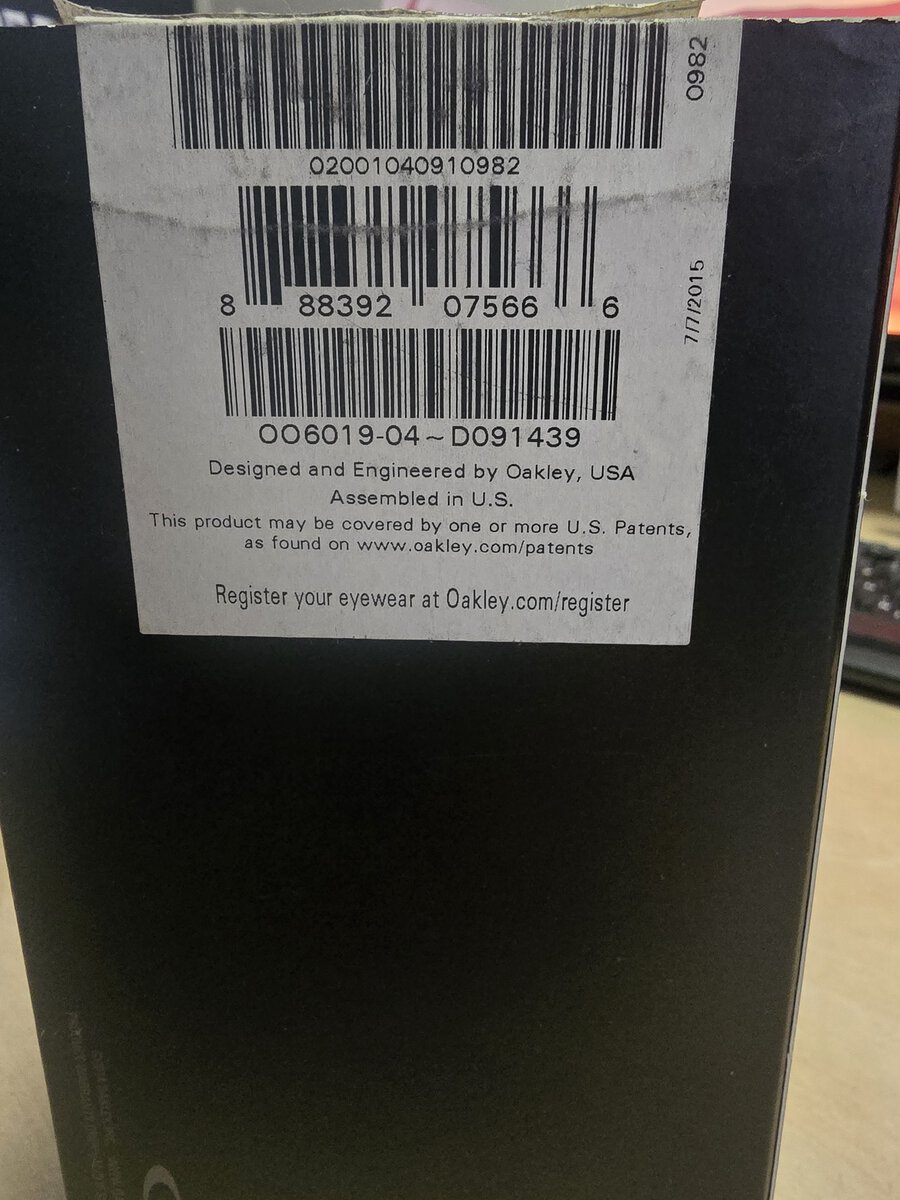 0982
02001040910982
8 88392 07566 6
7/7/2015
OO6019-04~D091439
Designed and Engineered by Oakley, USA
Assembled in U.S.
This product may be covered by one or more U.S. Patents,
as found on www.oakley.com/patents
Register your eyewear at Oakley.com/register